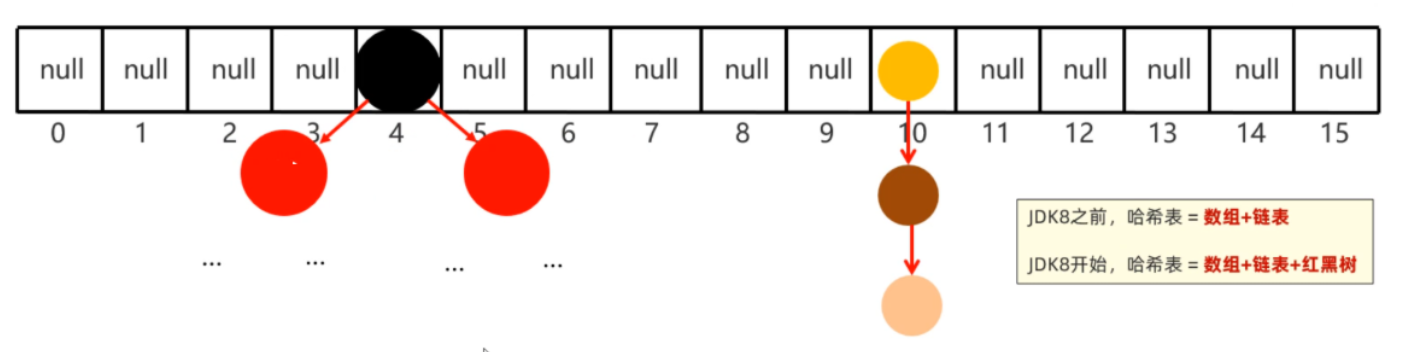 null null null null null null null null null null null null null null
0 1 2 3 4 5 6 7 8 9 10 11 12 13 14 15
... ... ... ...
JDK8之前，哈希表 = 数组+链表
JDK8开始，哈希表 = 数组+链表+红黑树